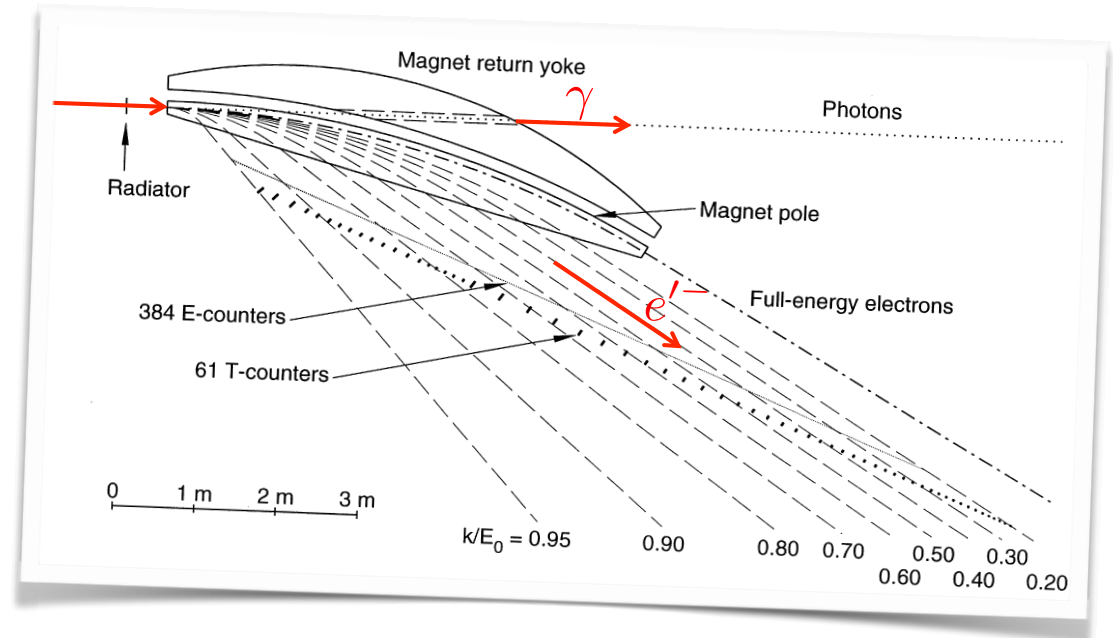 Magnet return yoke
γ
Photons
Radiator
Magnet pole
384 E-counters
e′−
Full-energy electrons
61 T-counters
0 1 m 2 m 3 m
k/E0 = 0.95 0.90 0.80 0.70 0.60 0.50 0.40 0.30 0.20